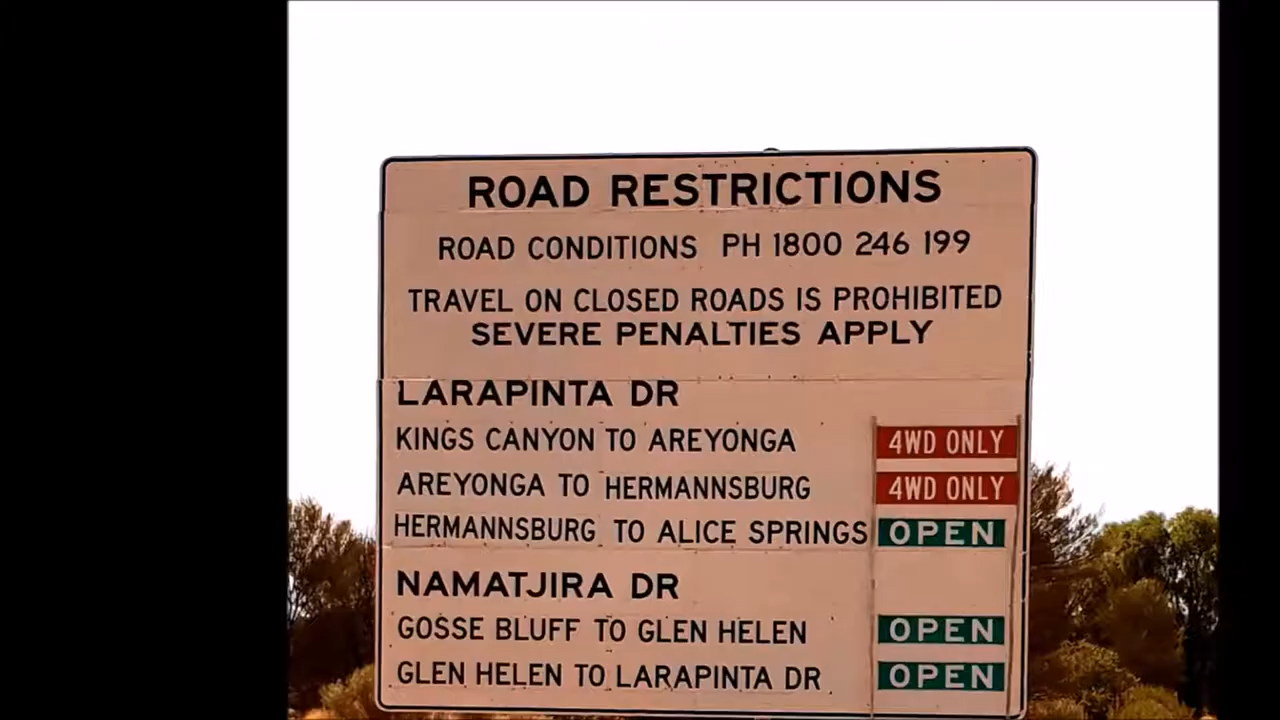 ROAD RESTRICTIONS
ROAD CONDITIONS PH 1800 246 199
TRAVEL ON CLOSED ROADS IS PROHIBITED
SEVERE PENALTIES APPLY
LARAPINTA DR
KINGS CANYON TO AREYONGA 4WD ONLY
AREYONGA TO HERMANNSBURG 4WD ONLY
HERMANNSBURG TO ALICE SPRINGS OPEN
NAMATJIRA DR
GOSSE BLUFF TO GLEN HELEN OPEN
GLEN HELEN TO LARAPINTA DR OPEN